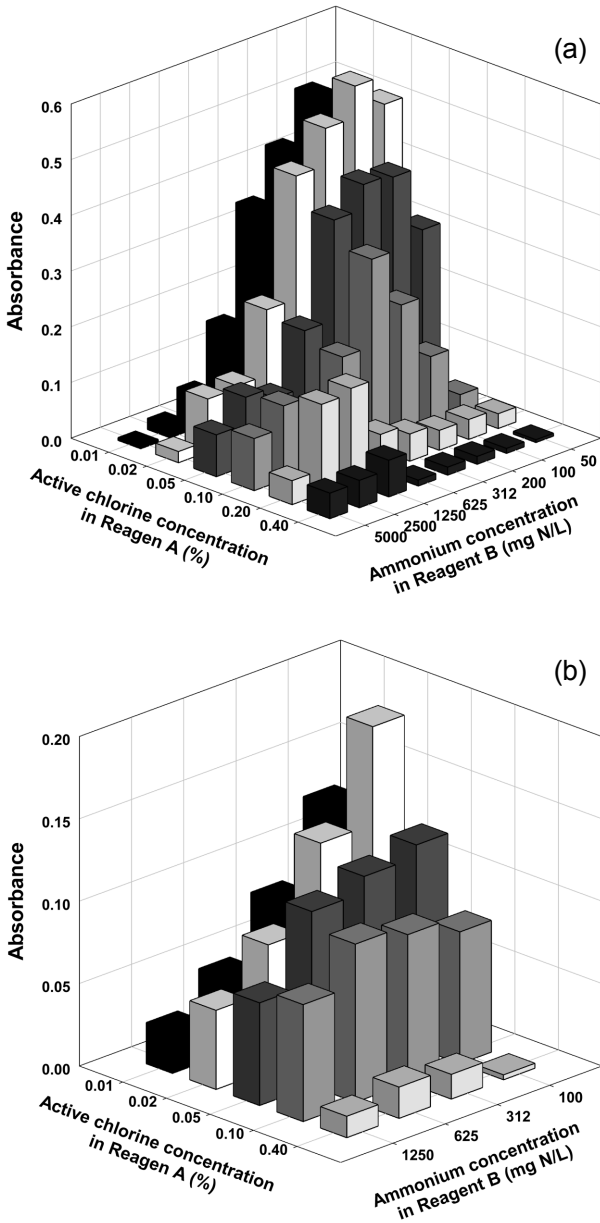 (a)
0.6
0.5
0.4
0.3
0.2
0.1
0.0
Absorbance
0.01
0.02
0.05
0.10
0.20
0.40
Active chlorine concentration
in Reagen A (%)
5000
2500
1250
625
312
200
100
50
Ammonium concentration
in Reagent B (mg N/L)
(b)
0.20
0.15
0.10
0.05
0.00
Absorbance
0.01
0.02
0.05
0.10
0.40
Active chlorine concentration
in Reagen A (%)
1250
625
312
100
Ammonium concentration
in Reagent B (mg N/L)